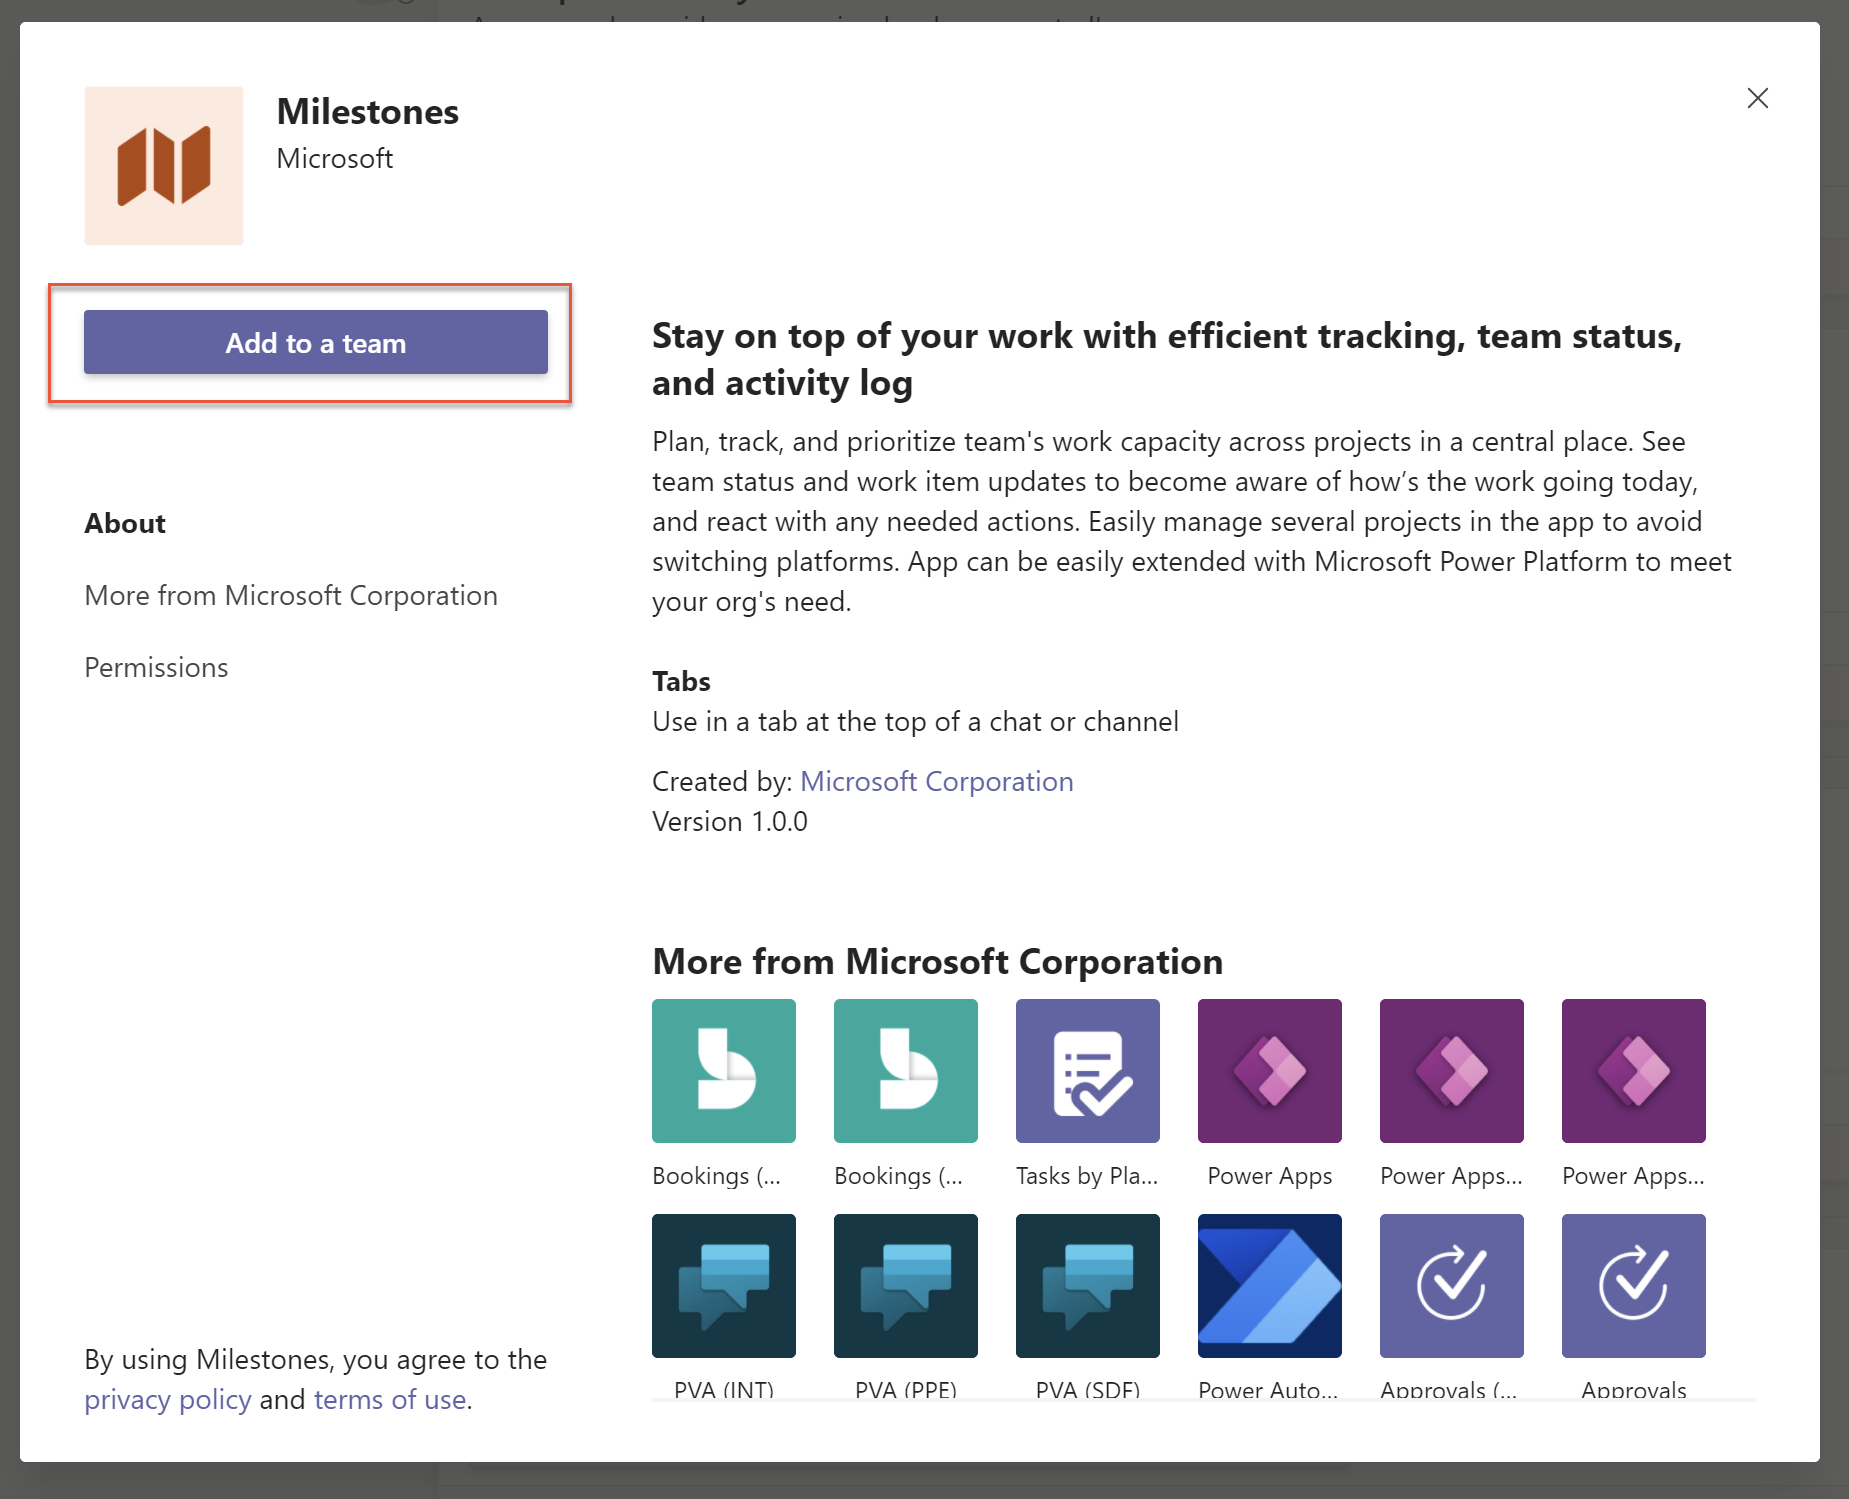 Milestones
Microsoft
Add to a team
About
More from Microsoft Corporation
Permissions
By using Milestones, you agree to the
privacy policy and terms of use.
Stay on top of your work with efficient tracking, team status,
and activity log
Plan, track, and prioritize team's work capacity across projects in a central place. See
team status and work item updates to become aware of how’s the work going today,
and react with any needed actions. Easily manage several projects in the app to avoid
switching platforms. App can be easily extended with Microsoft Power Platform to meet
your org's need.
Tabs
Use in a tab at the top of a chat or channel
Created by: Microsoft Corporation
Version 1.0.0
More from Microsoft Corporation
Bookings (... Bookings (... Tasks by Pla... Power Apps Power Apps... Power Apps...
PVA (INT) PVA (PPE) PVA (SDF) Power Auto... Approvals (... Approvals